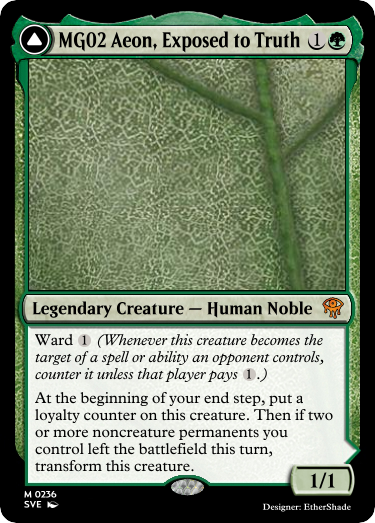 MG02 Aeon, Exposed to Truth 1
Legendary Creature — Human Noble
Ward 1 (Whenever this creature becomes the
target of a spell or ability an opponent controls,
counter it unless that player pays 1.)
At the beginning of your end step, put a
loyalty counter on this creature. Then if two
or more noncreature permanents you
control left the battlefield this turn,
transform this creature.
1/1
M 0236
SVE
Designer: EtherShade